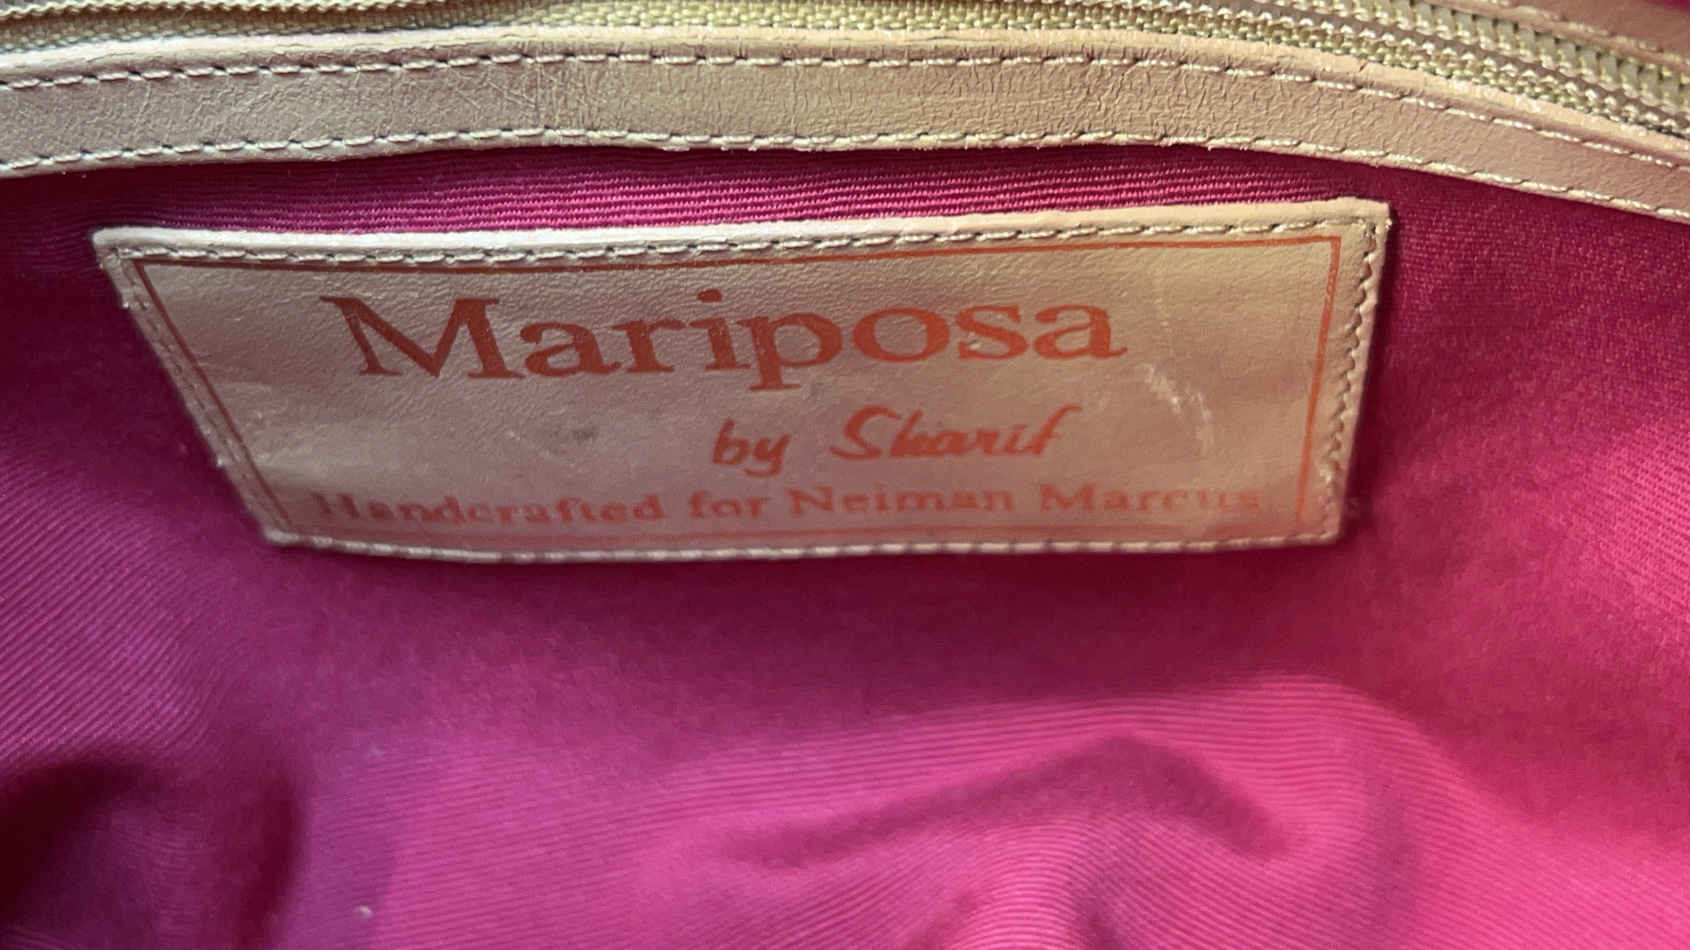 Mariposa
by Sharif
Handcrafted for Neiman Marcus